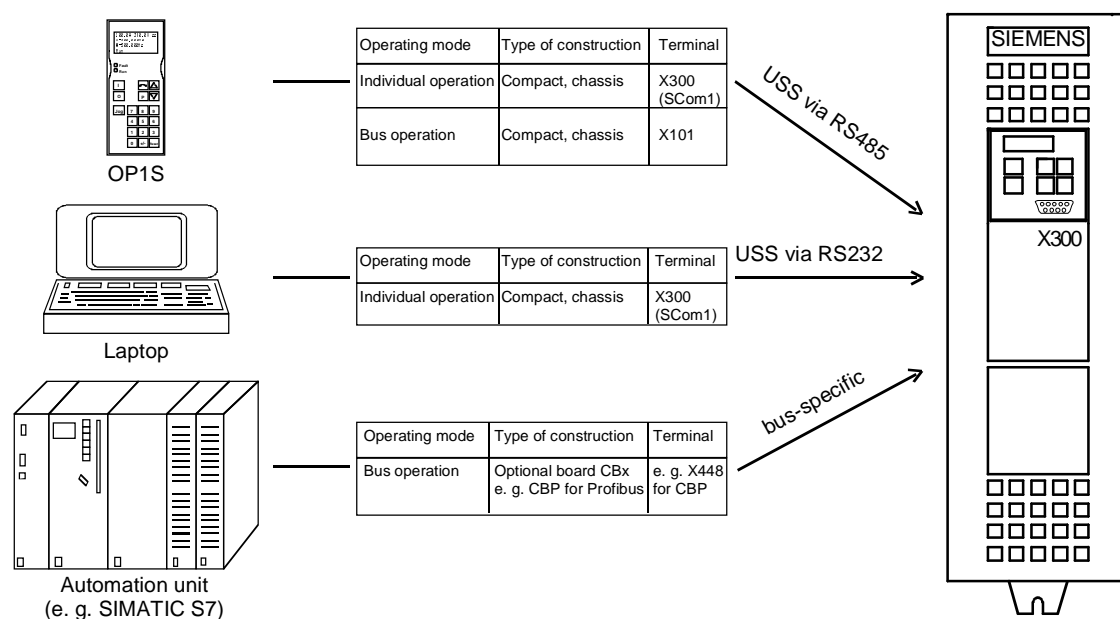 Fault
Run
Jog
OP1S
Operating mode Type of construction Terminal
Individual operation Compact, chassis X300
(SCom1)
Bus operation Compact, chassis X101
USS via RS485
SIEMENS
X300
Laptop
Operating mode Type of construction Terminal
Individual operation Compact, chassis X300
(SCom1)
USS via RS232
Automation unit
(e. g. SIMATIC S7)
Operating mode Type of construction Terminal
Bus operation Optional board CBx e. g. X448
e. g. CBP for Profibus for CBP
bus-specific